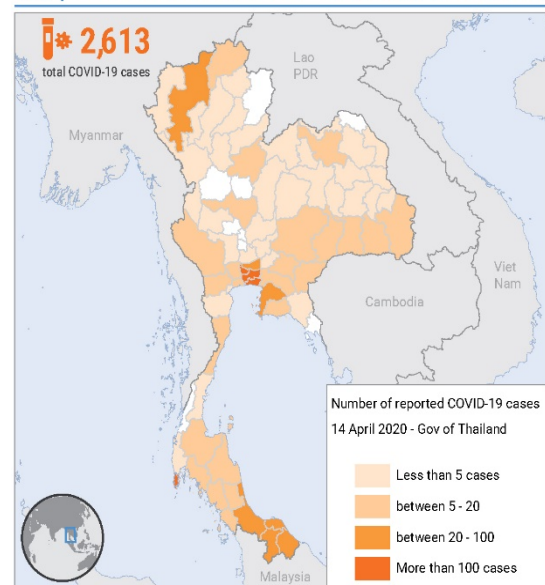 2,613
total COVID-19 cases
Lao
PDR
Myanmar
Viet
Nam
Cambodia
Number of reported COVID-19 cases
14 April 2020 - Gov of Thailand
Less than 5 cases
between 5 - 20
between 20 - 100
More than 100 cases
Malaysia